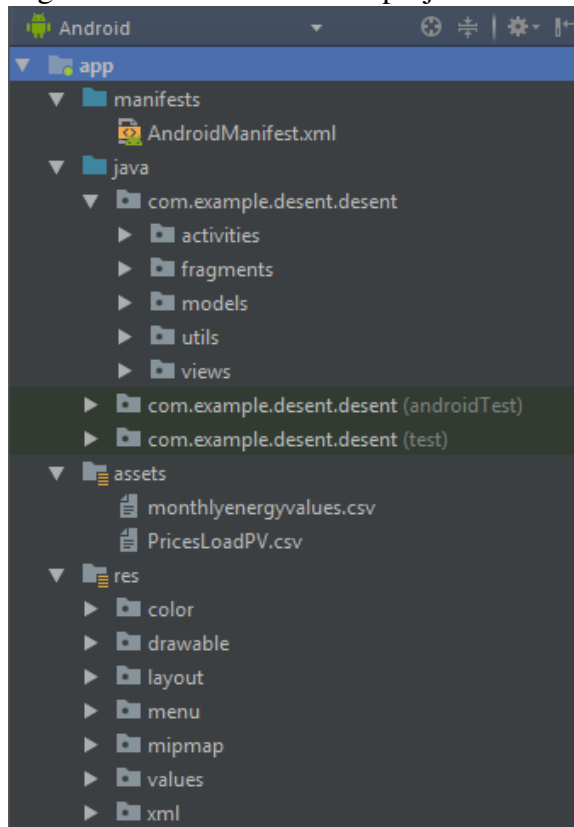 Android
app
manifests
AndroidManifest.xml
java
com.example.desent.desent
activities
fragments
models
utils
views
com.example.desent.desent (androidTest)
com.example.desent.desent (test)
assets
monthlyenergyvalues.csv
PricesLoadPV.csv
res
color
drawable
layout
menu
mipmap
values
xml